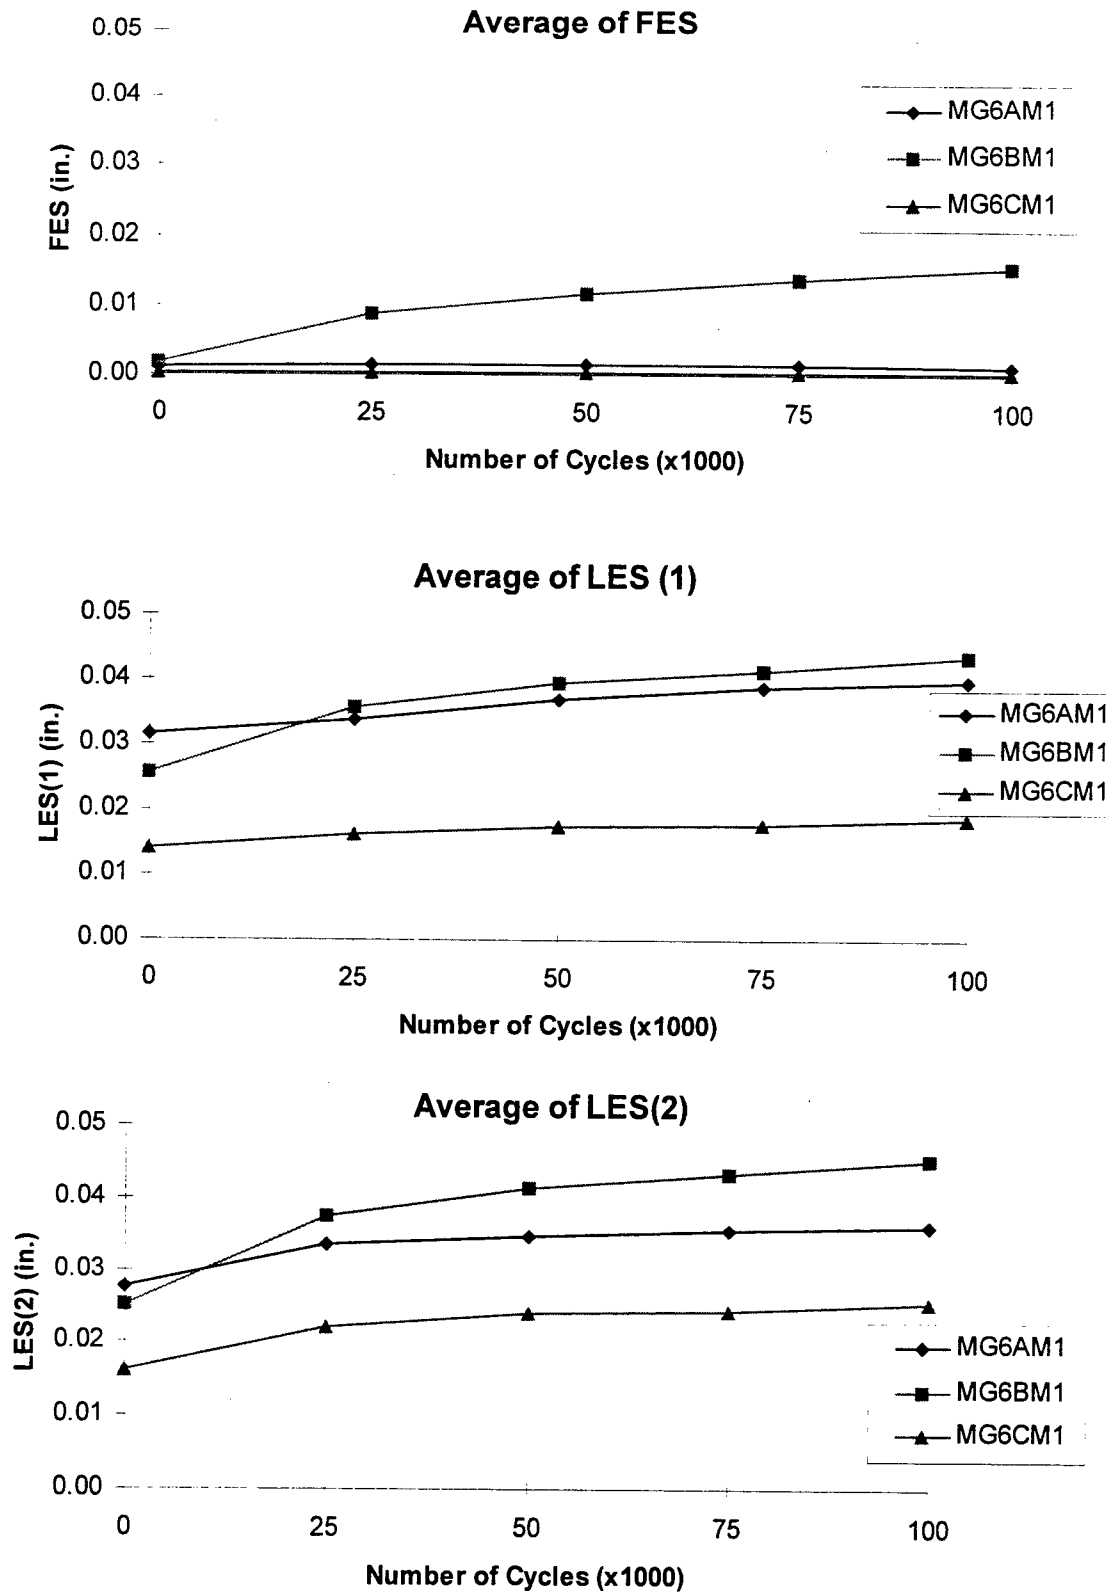 Average of FES
0.05
0.04
0.03
0.02
0.01
0.00
FES (in.)
MG6AM1
MG6BM1
MG6CM1
0 25 50 75 100
Number of Cycles (x1000)
Average of LES (1)
0.05
0.04
0.03
0.02
0.01
0.00
LES(1) (in.)
MG6AM1
MG6BM1
MG6CM1
0 25 50 75 100
Number of Cycles (x1000)
Average of LES(2)
0.05
0.04
0.03
0.02
0.01
0.00
LES(2) (in.)
MG6AM1
MG6BM1
MG6CM1
0 25 50 75 100
Number of Cycles (x1000)